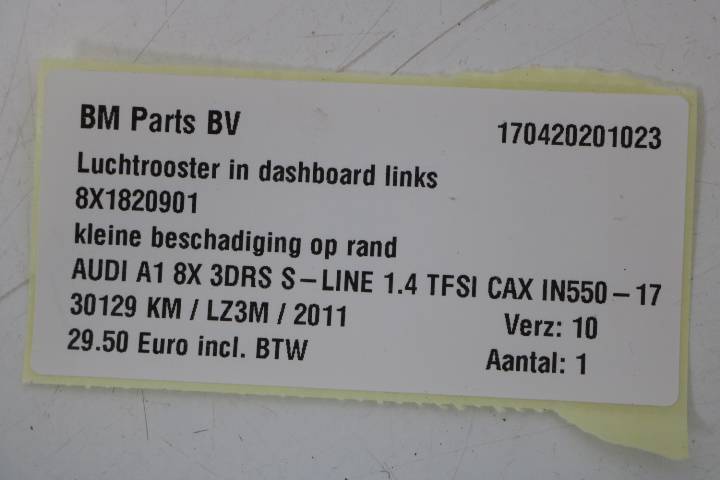 BM Parts BV 170420201023
Luchtrooster in dashboard links
8X1820901
kleine beschadiging op rand
AUDI A1 8X 3DRS S-LINE 1.4 TFSI CAX IN550-17
30129 KM / LZ3M / 2011 Verz: 10
29.50 Euro incl. BTW Aantal: 1